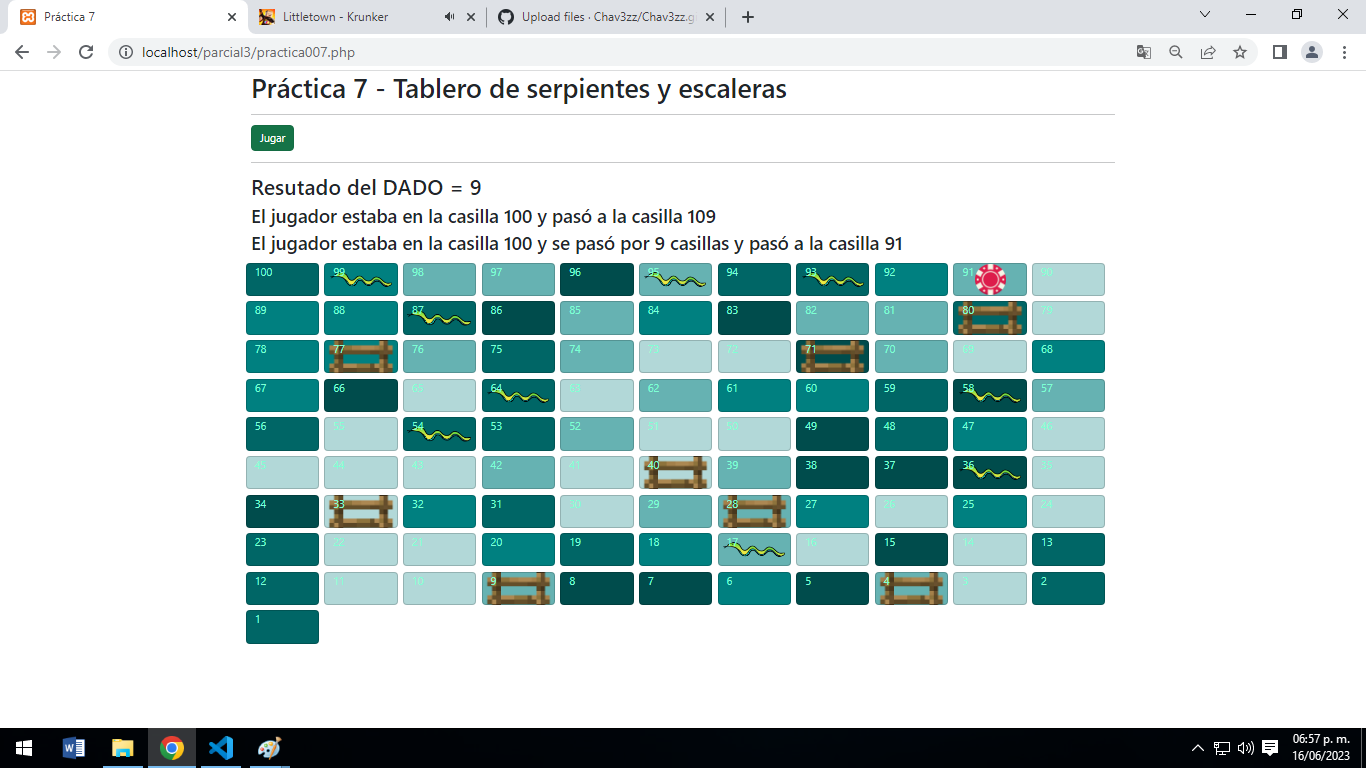 Práctica 7
Littletown - Krunker
Upload files · Chav3zz/Chav3zz.g
localhost/parcial3/practica007.php
Práctica 7 - Tablero de serpientes y escaleras
Jugar
Resutado del DADO = 9
El jugador estaba en la casilla 100 y pasó a la casilla 109
El jugador estaba en la casilla 100 y se pasó por 9 casillas y pasó a la casilla 91
100 99 98 97 96 95 94 93 92 91 90
89 88 87 86 85 84 83 82 81 80 79
78 77 76 75 74 73 72 71 70 69 68
67 66 65 64 63 62 61 60 59 58 57
56 55 54 53 52 51 50 49 48 47 46
45 44 43 42 41 40 39 38 37 36 35
34 33 32 31 30 29 28 27 26 25 24
23 22 21 20 19 18 17 16 15 14 13
12 11 10 9 8 7 6 5 4 3 2
1
06:57 p. m.
16/06/2023